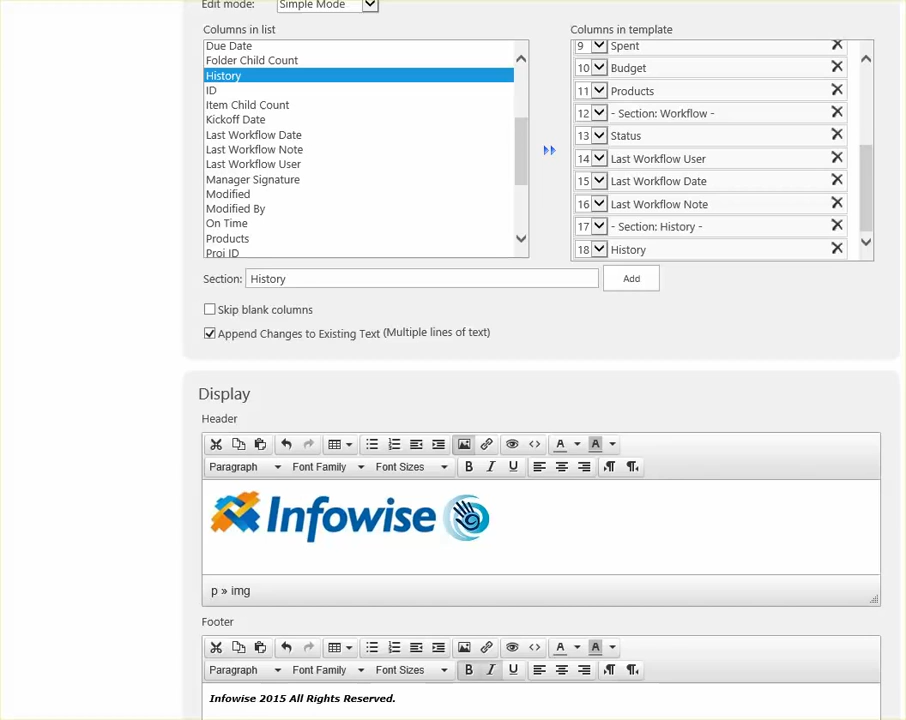 Edit mode: Simple Mode
Columns in list
Columns in template
Due Date
Folder Child Count
History
ID
Item Child Count
Kickoff Date
Last Workflow Date
Last Workflow Note
Last Workflow User
Manager Signature
Modified
Modified By
On Time
Products
Proj ID
9 Spent
10 Budget
11 Products
12 - Section: Workflow -
13 Status
14 Last Workflow User
15 Last Workflow Date
16 Last Workflow Note
17 - Section: History -
18 History
Section: History Add
Skip blank columns
Append Changes to Existing Text (Multiple lines of text)
Display
Header
A A
Paragraph Font Family Font Sizes B I U
Infowise
p » img
Footer
A A
Paragraph Font Family Font Sizes B I U
Infowise 2015 All Rights Reserved.